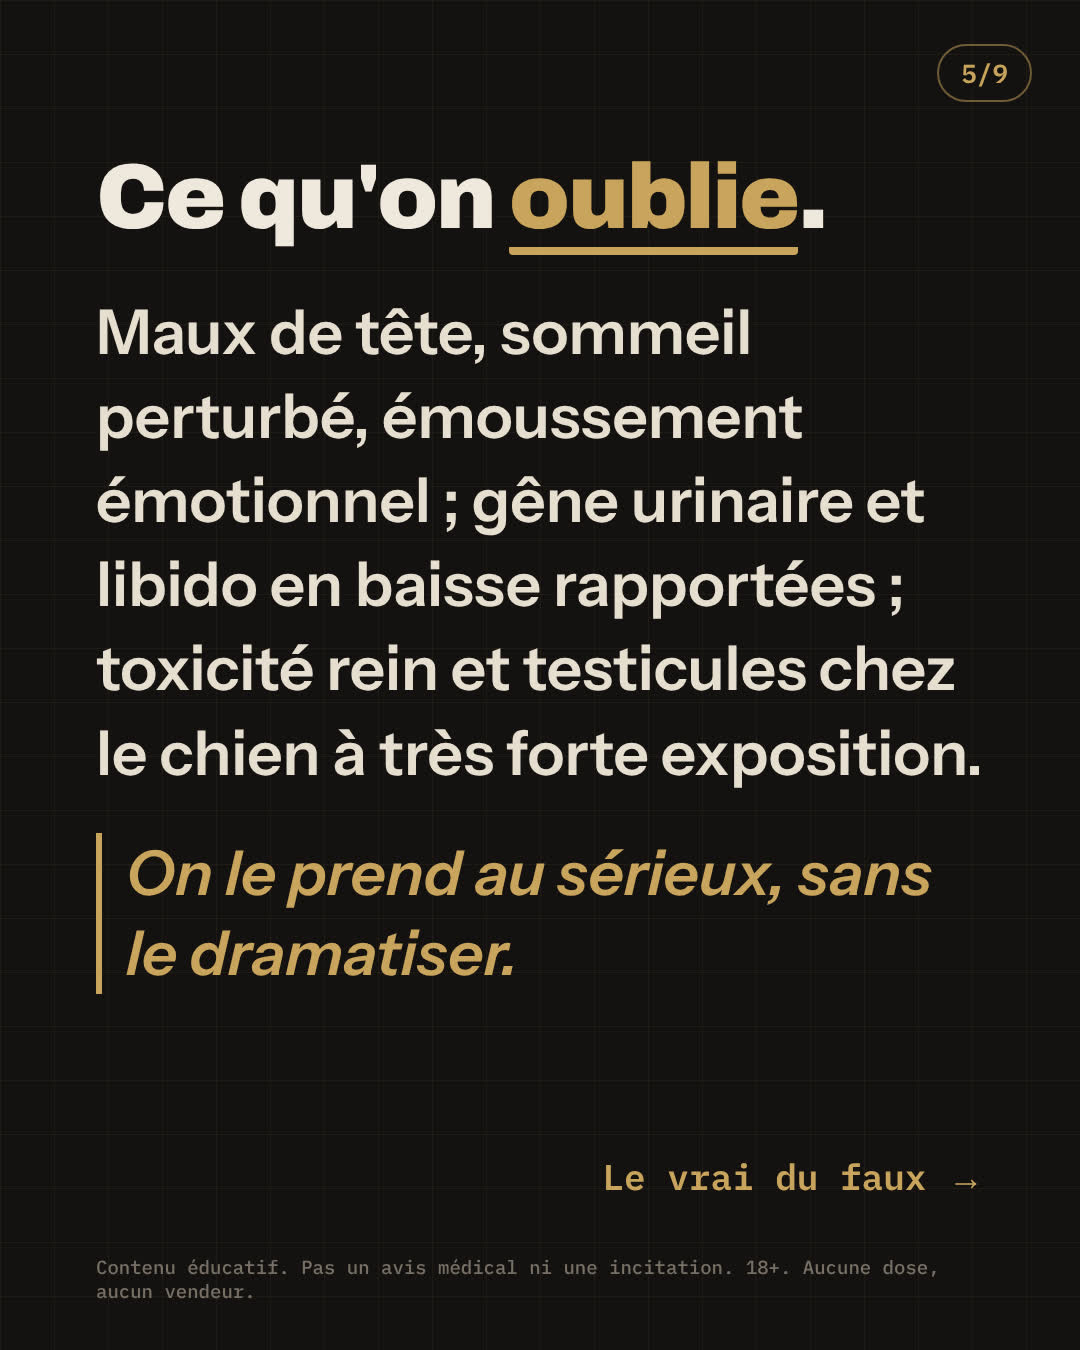 5/9
Ce qu'on oublie.
Maux de tête, sommeil
perturbé, émoussement
émotionnel ; gêne urinaire et
libido en baisse rapportées ;
toxicité rein et testicules chez
le chien à très forte exposition.
On le prend au sérieux, sans
le dramatiser.
Le vrai du faux →
Contenu éducatif. Pas un avis médical ni une incitation. 18+. Aucune dose,
aucun vendeur.